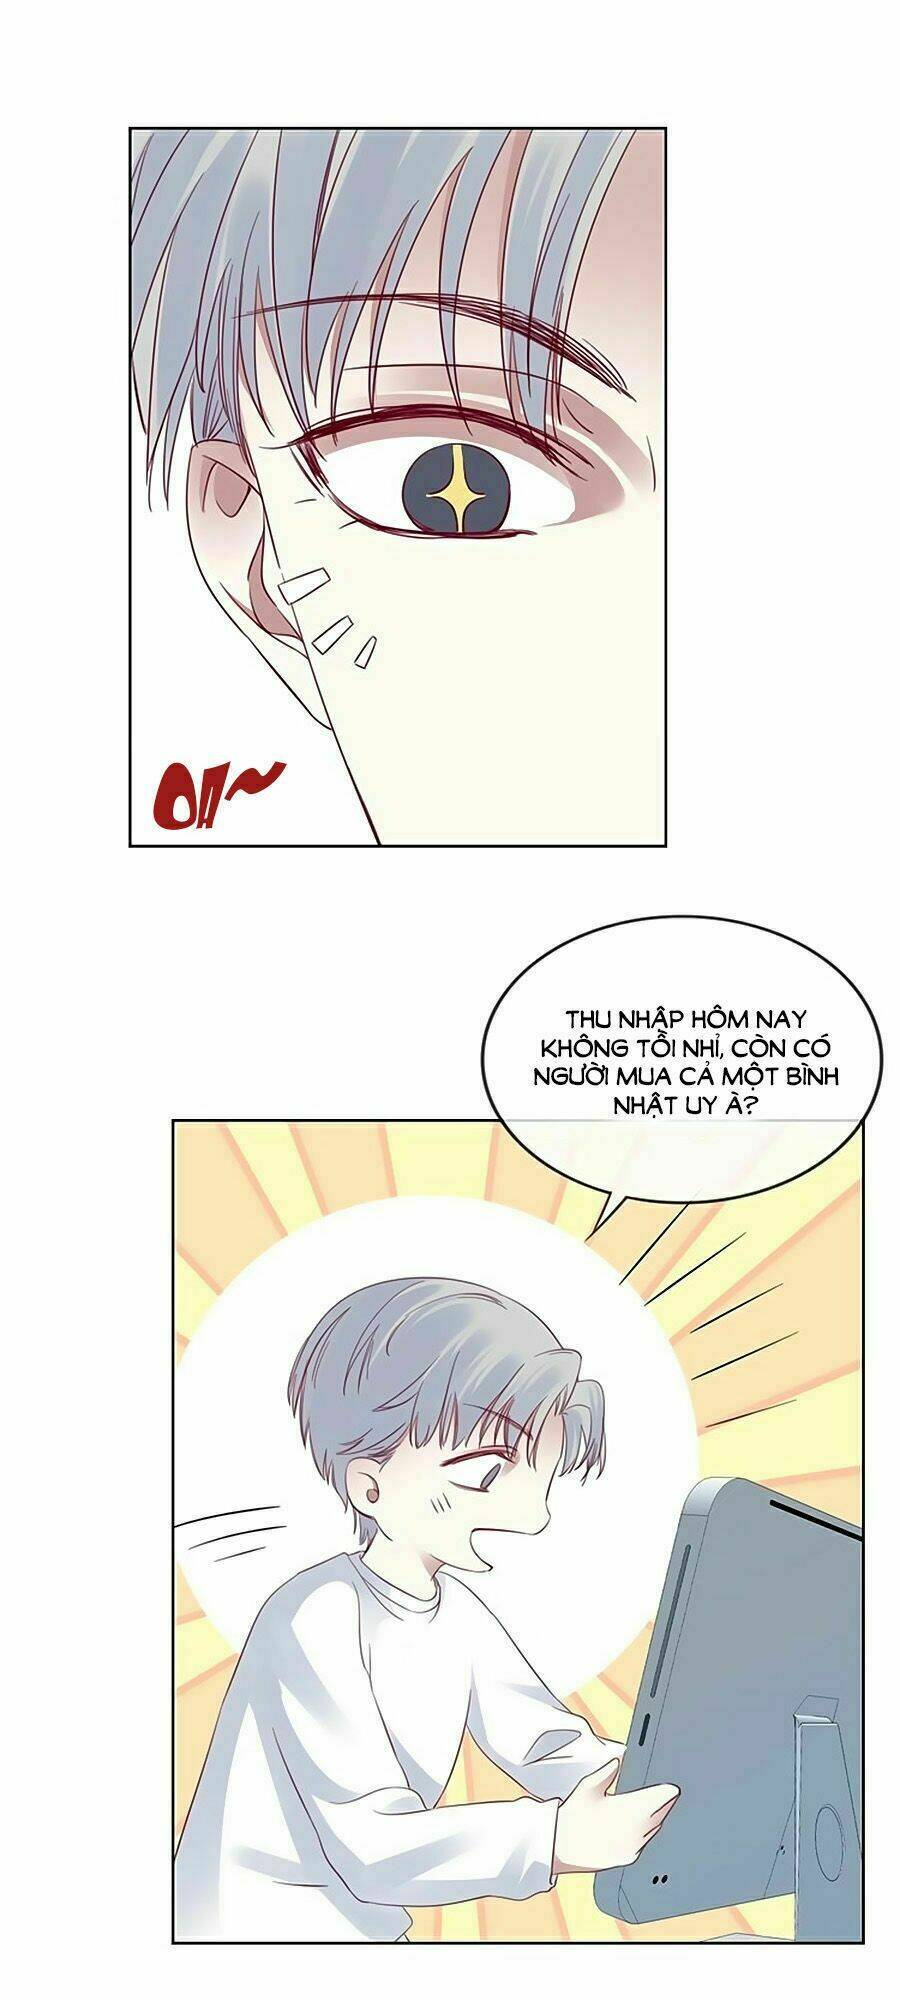 OA~
THU NHẬP HÔM NAY
KHÔNG TỒI NHỈ, CÒN CÓ
NGƯỜI MUA CẢ MỘT BÌNH
NHẬT UY À?